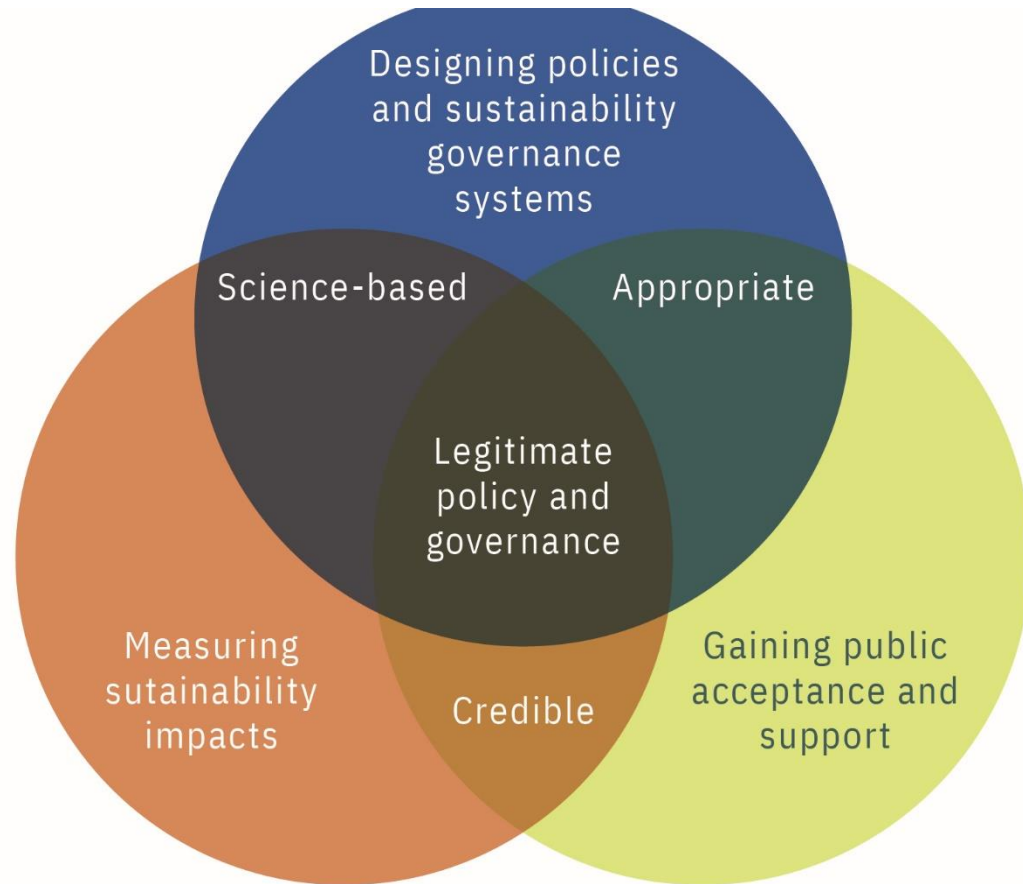 Designing policies
and sustainability
governance
systems
Science-based
Appropriate
Legitimate
policy and
governance
Measuring
sutainability
impacts
Credible
Gaining public
acceptance and
support